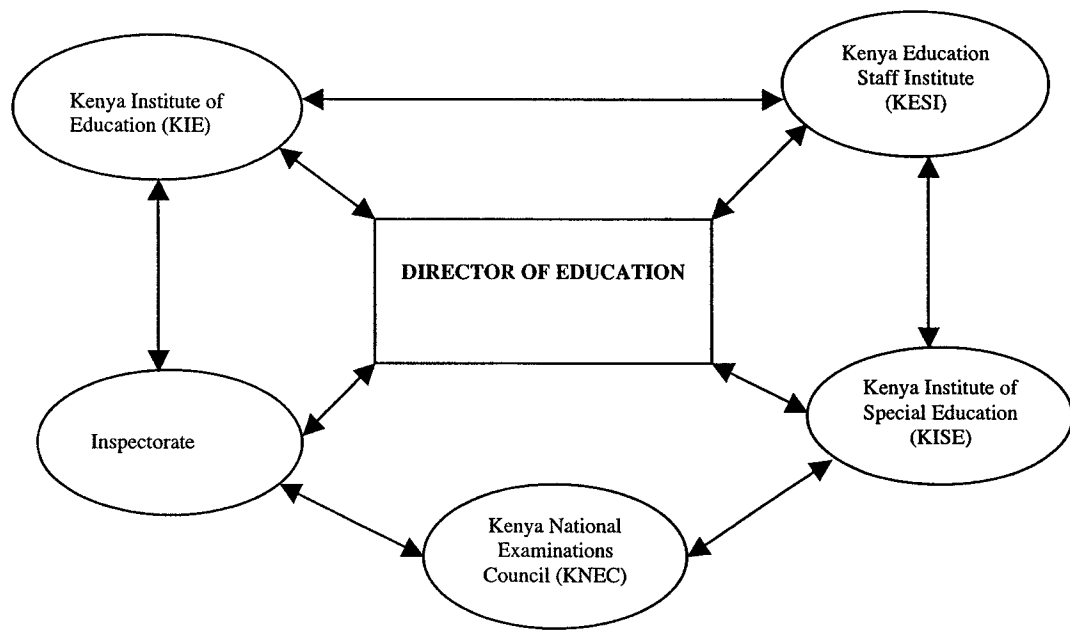 Kenya Institute of
Education (KIE)
Kenya Education
Staff Institute
(KESI)
DIRECTOR OF EDUCATION
Inspectorate
Kenya Institute of
Special Education
(KISE)
Kenya National
Examinations
Council (KNEC)